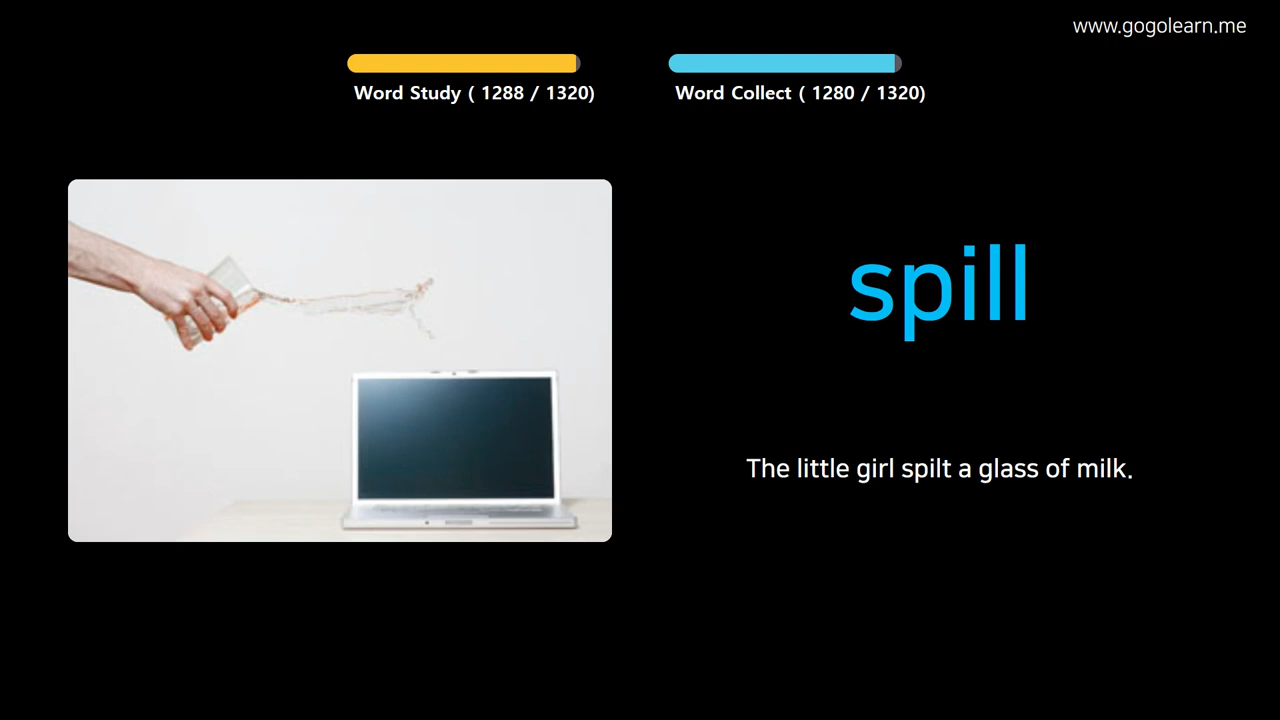 www.gogolearn.me
Word Study ( 1288 / 1320)
Word Collect ( 1280 / 1320)
spill
The little girl spilt a glass of milk.